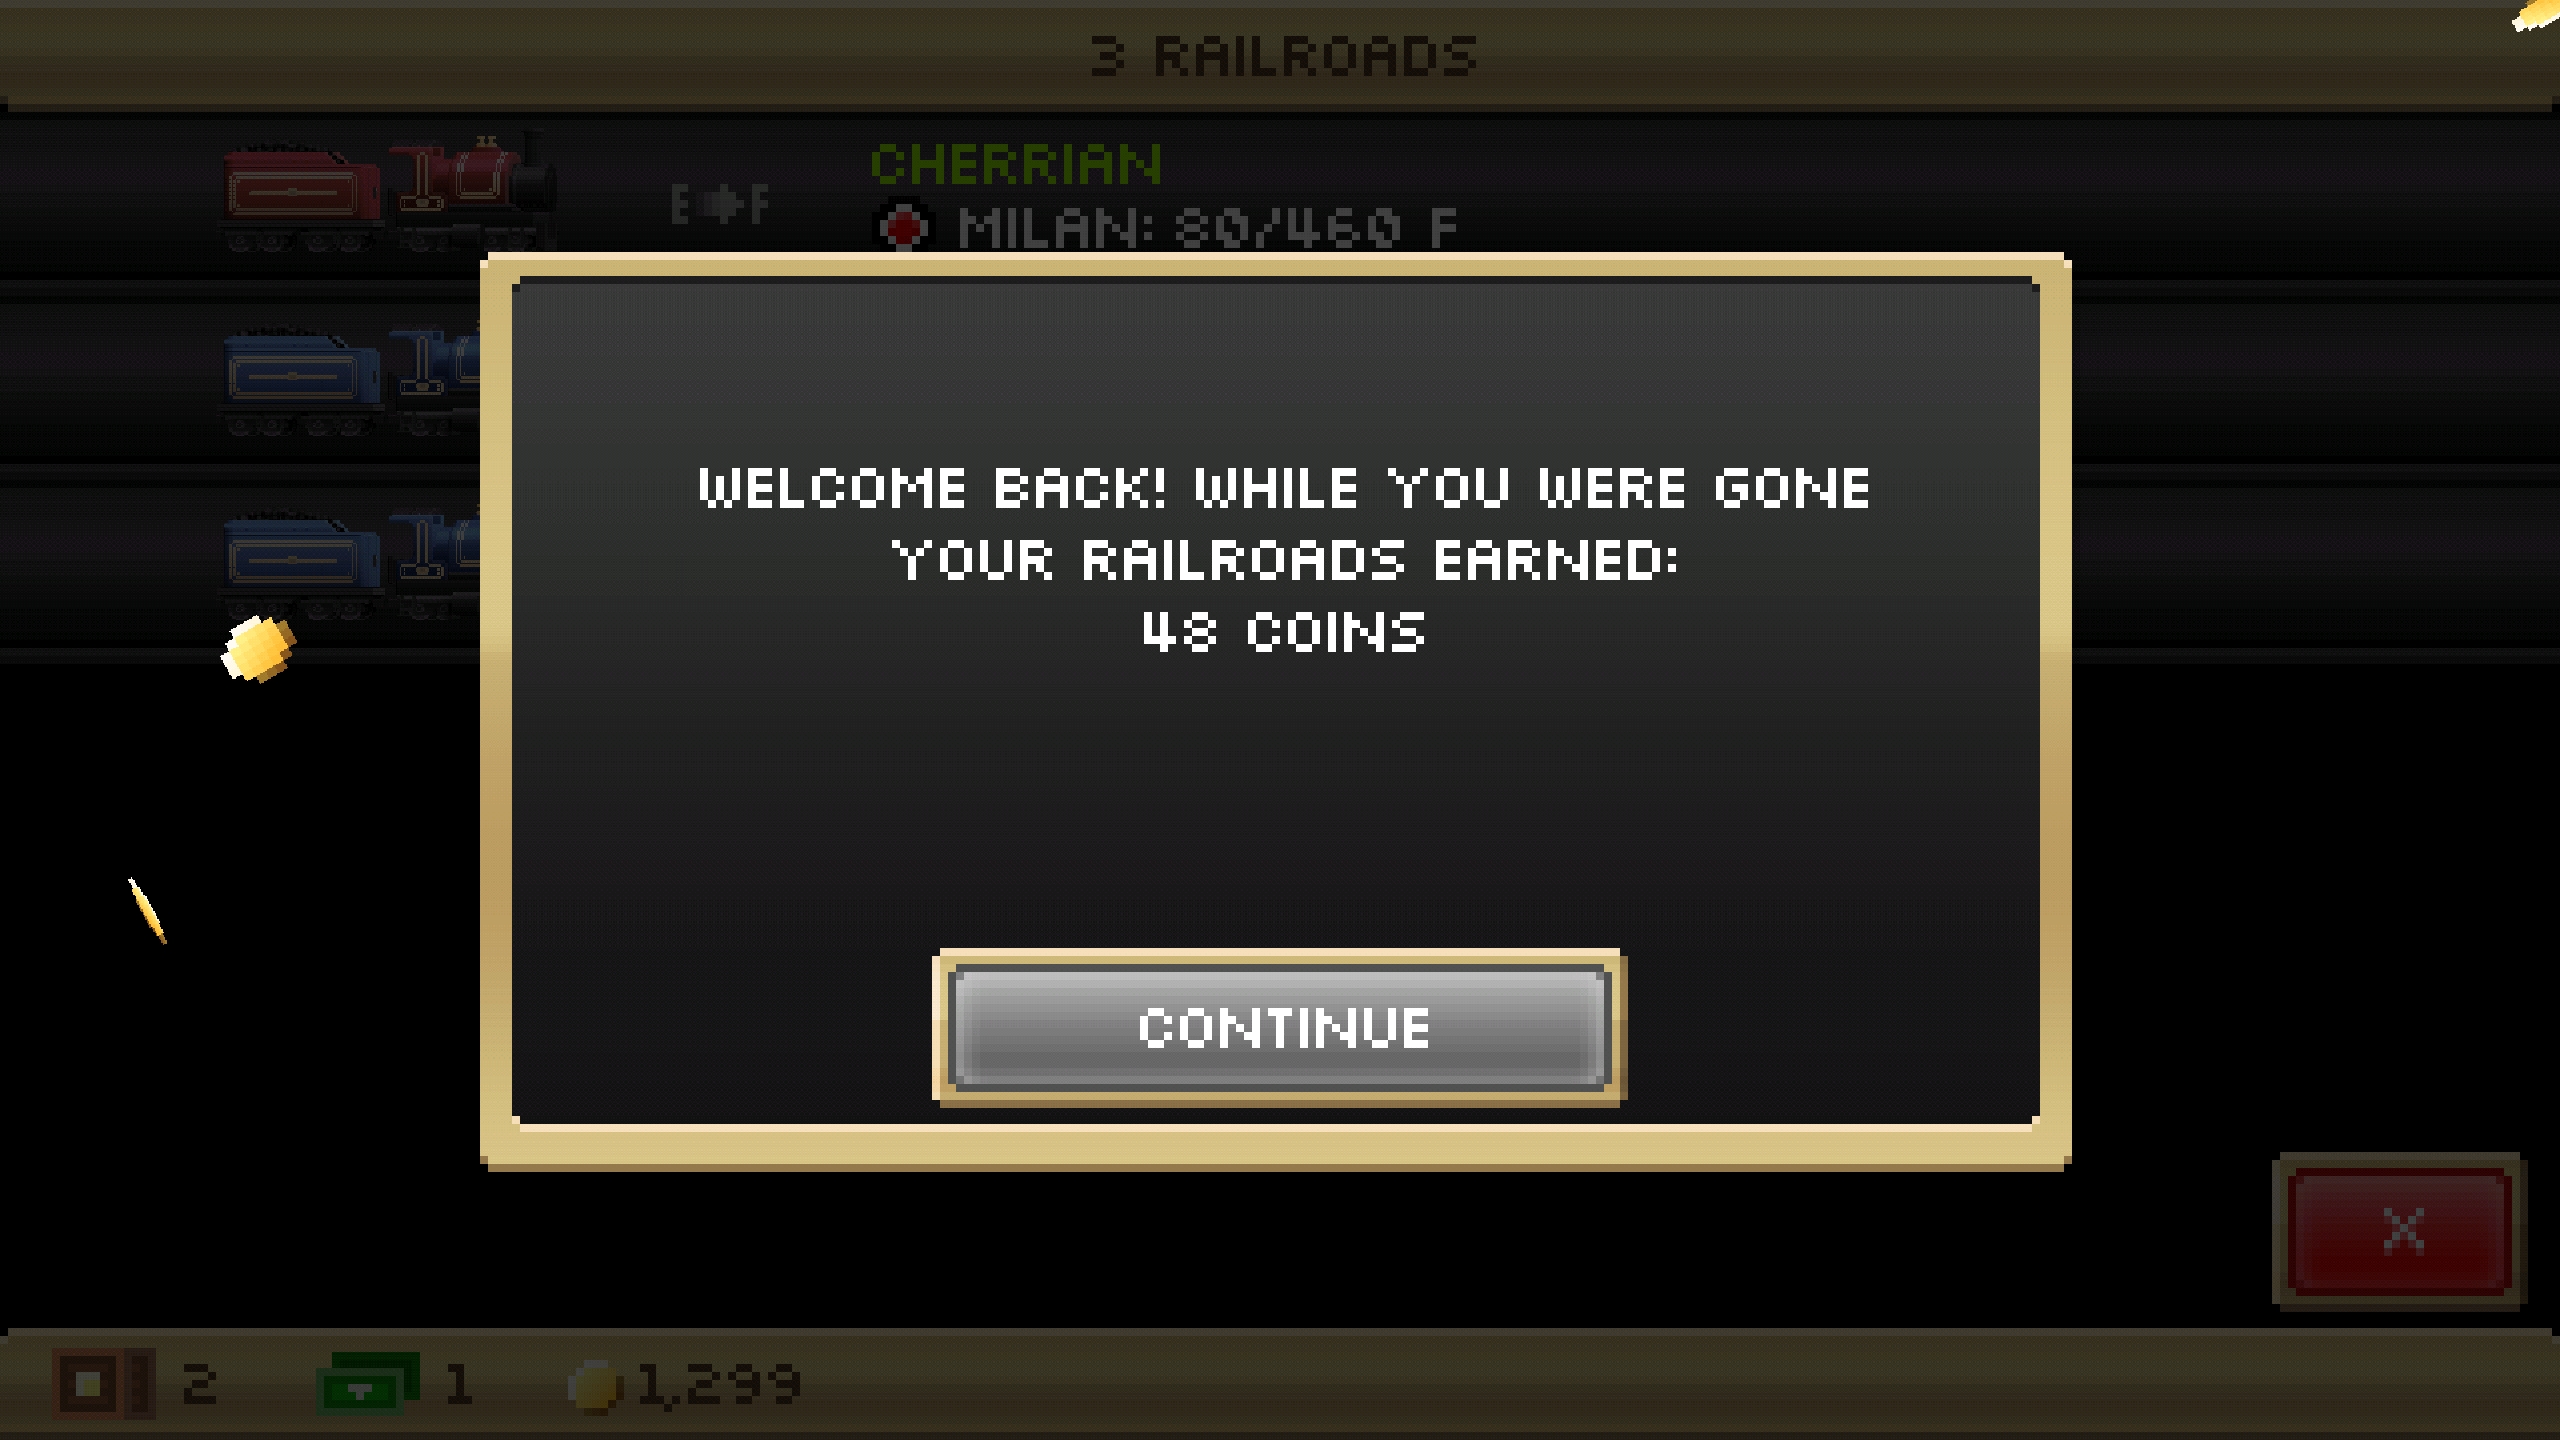 3 RAILROADS
CHERRIAN
E F
MILAN: 80/460 F
WELCOME BACK! WHILE YOU WERE GONE
YOUR RAILROADS EARNED:
48 COINS
CONTINUE
X
2 1 1,299